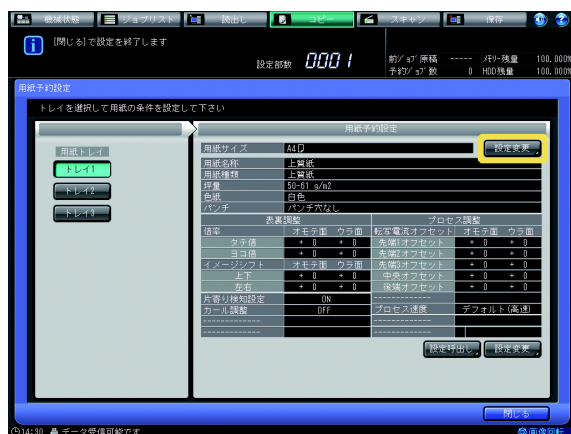 機械状態 ジョブリスト 読出し コピー スキャン 保存
[閉じる]で設定を終了します
設定部数 0001
前ジョブ原稿 ----- メモリー残量 100.000%
予約ジョブ数 0 HDD残量 100.000%
用紙予約設定
トレイを選択して用紙の条件を設定して下さい
用紙トレイ
トレイ1
トレイ2
トレイ3
用紙予約設定
用紙サイズ A4 設定変更
用紙名称 上質紙
用紙種類 上質紙
坪量 50-61 g/m2
色紙 白色
パンチ パンチ穴なし
表裏調整 プロセス調整
倍率 オモテ面 ウラ面 転写電流オフセット オモテ面 ウラ面
タテ倍 + 0 + 0 先端1オフセット + 0 + 0
ヨコ倍 + 0 + 0 先端2オフセット + 0 + 0
イメージシフト オモテ面 ウラ面 先端3オフセット + 0 + 0
上下 + 0 + 0 中央オフセット + 0 + 0
左右 + 0 + 0 後端オフセット + 0 + 0
片寄り検知設定 ON -------------
カール調整 OFF プロセス速度 デフォルト(高速)
------------- -------------
-------------
設定呼出し 設定変更
閉じる
14:30 データ受信可能です 画像回転